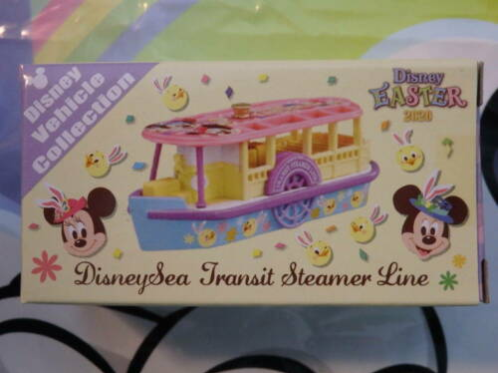 Disney
Vehicle
Collection
Disney
EASTER
2020
DisneySea Transit Steamer Line